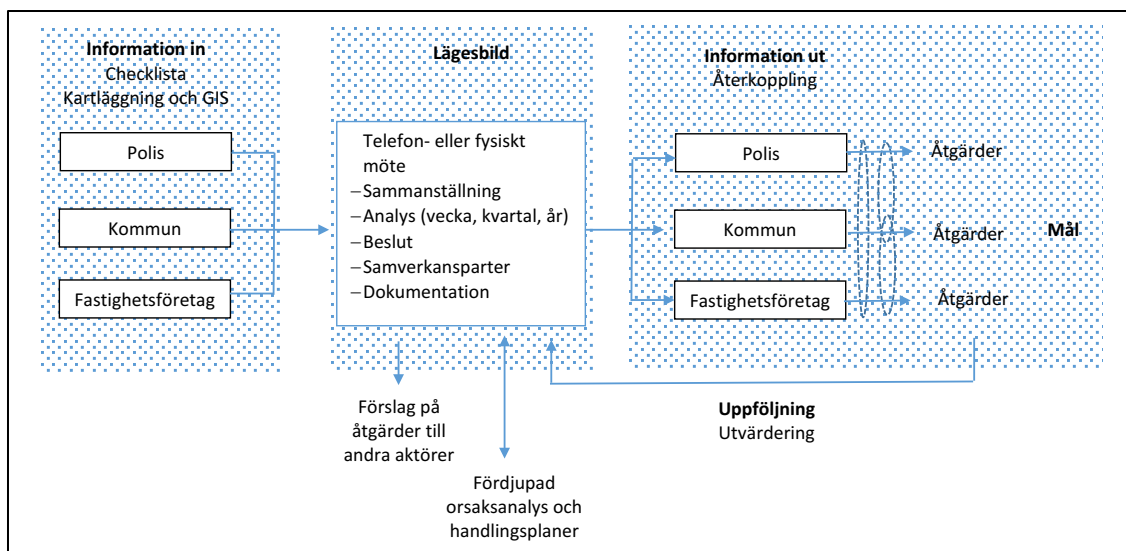 Information in
Checklista
Kartläggning och GIS
Polis
Kommun
Fastighetsföretag
Lägesbild
Telefon- eller fysiskt
möte
–Sammanställning
–Analys (vecka, kvartal, år)
–Beslut
–Samverkansparter
–Dokumentation
Information ut
Återkoppling
Polis
Åtgärder
Kommun
Åtgärder
Mål
Fastighetsföretag
Åtgärder
Förslag på
åtgärder till
andra aktörer
Fördjupad
orsaksanalys och
handlingsplaner
Uppföljning
Utvärdering